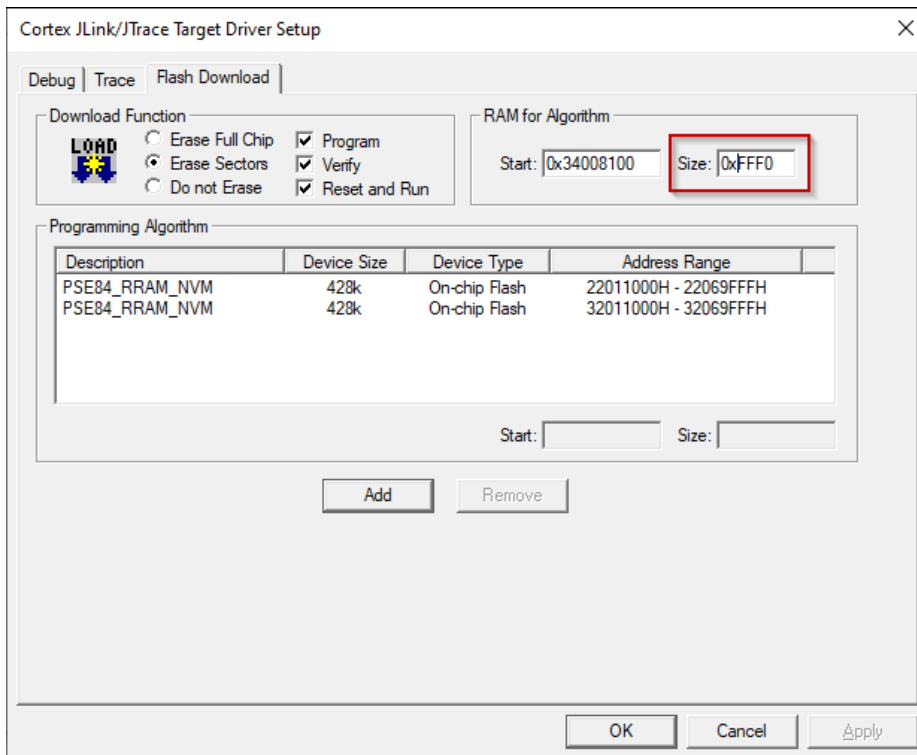 Cortex JLink/JTrace Target Driver Setup
Debug Trace Flash Download
Download Function
LOAD
Erase Full Chip
Erase Sectors
Do not Erase
Program
Verify
Reset and Run
RAM for Algorithm
Start: 0x34008100 Size: 0xFFF0
Programming Algorithm
Description Device Size Device Type Address Range
PSE84_RRAM_NVM 428k On-chip Flash 22011000H - 22069FFFH
PSE84_RRAM_NVM 428k On-chip Flash 32011000H - 32069FFFH
Start: Size:
Add Remove
OK Cancel Apply